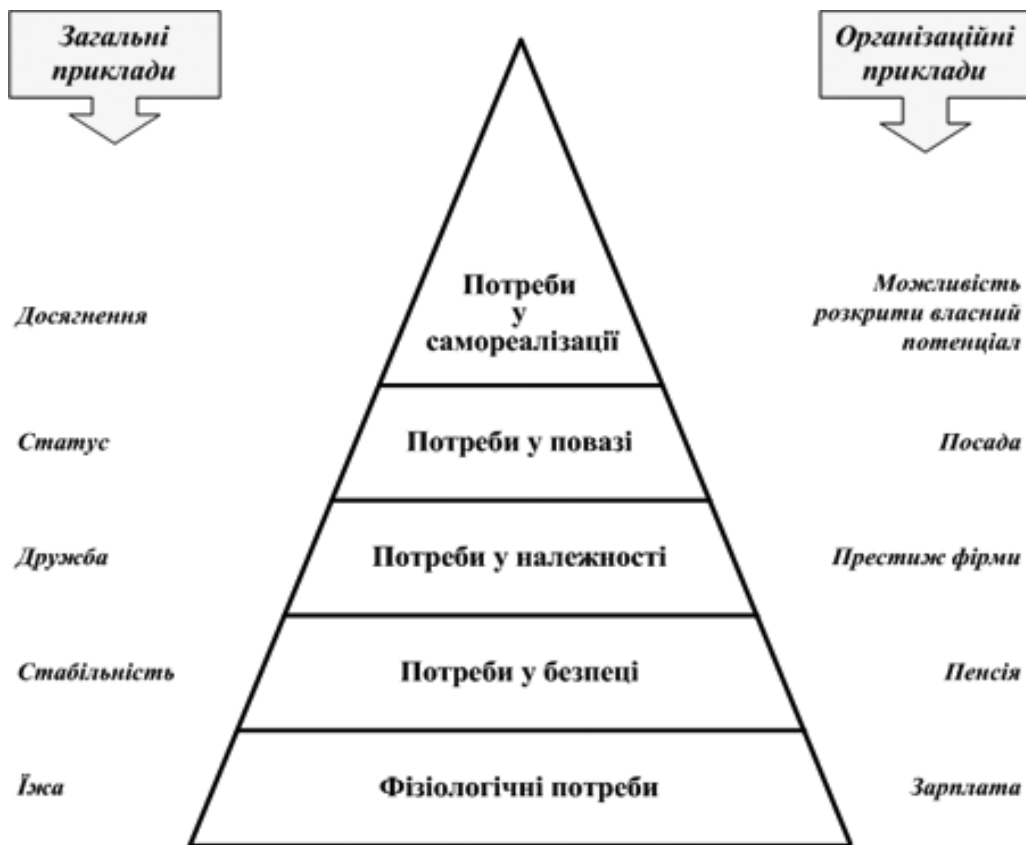 Загальні
приклади
Організаційні
приклади
Досягнення
Потреби
у
самореалізації
Можливість
розкрити власний
потенціал
Статус
Потреби у повазі
Посада
Дружба
Потреби у належності
Престиж фірми
Стабільність
Потреби у безпеці
Пенсія
Їжа
Фізіологічні потреби
Зарплата